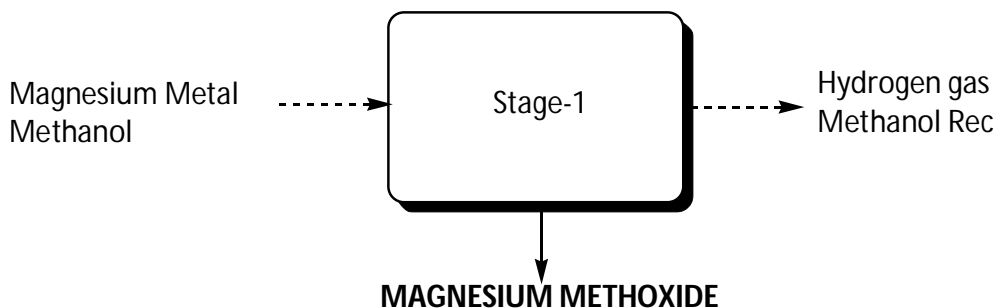 Magnesium Metal
Methanol
Stage-1
Hydrogen gas
Methanol Rec
MAGNESIUM METHOXIDE